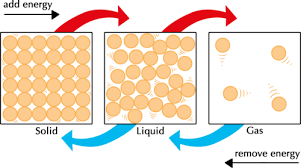 add energy
Solid
Liquid
Gas
remove energy